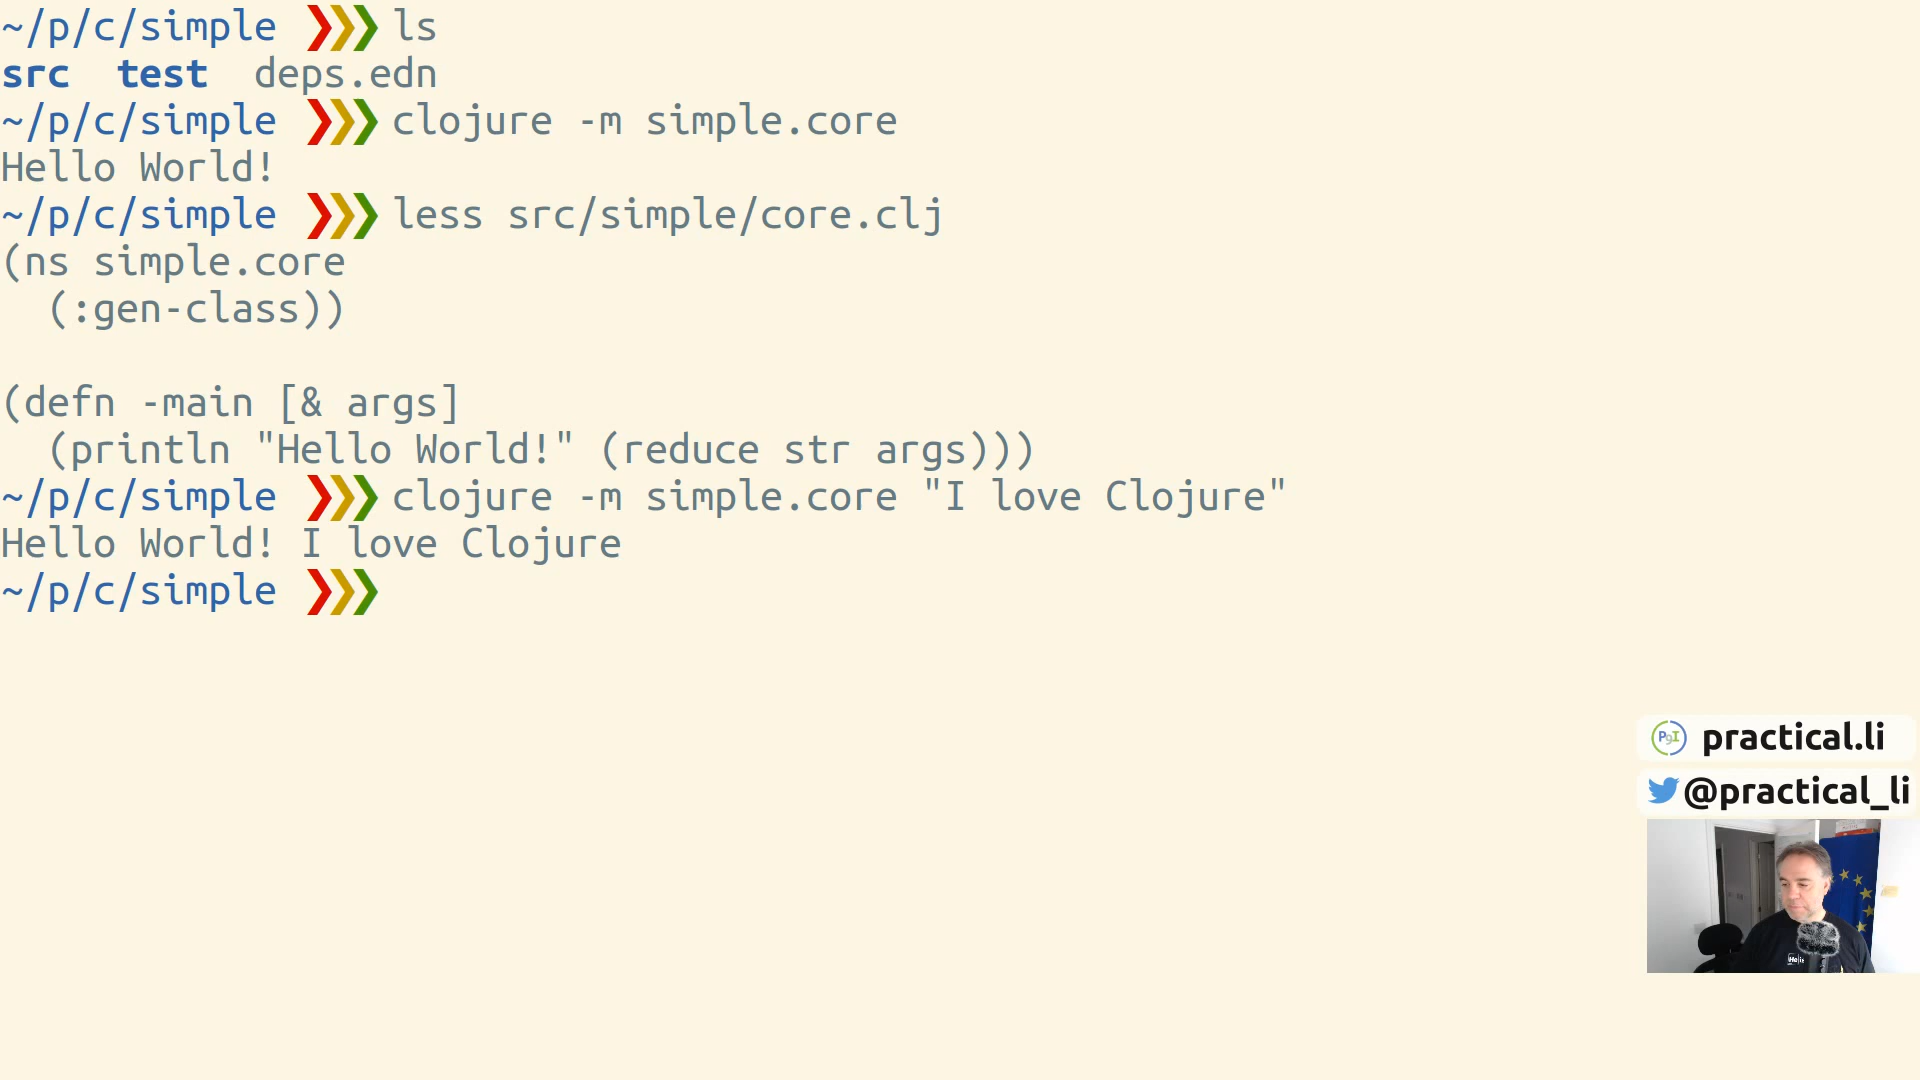 ~/p/c/simple ❯❯❯ ls
src  test  deps.edn
~/p/c/simple ❯❯❯ clojure -m simple.core
Hello World!
~/p/c/simple ❯❯❯ less src/simple/core.clj
(ns simple.core
  (:gen-class))
(defn -main [& args]
  (println "Hello World!" (reduce str args)))
~/p/c/simple ❯❯❯ clojure -m simple.core "I love Clojure"
Hello World! I love Clojure
~/p/c/simple ❯❯❯
practical.li
@practical_li